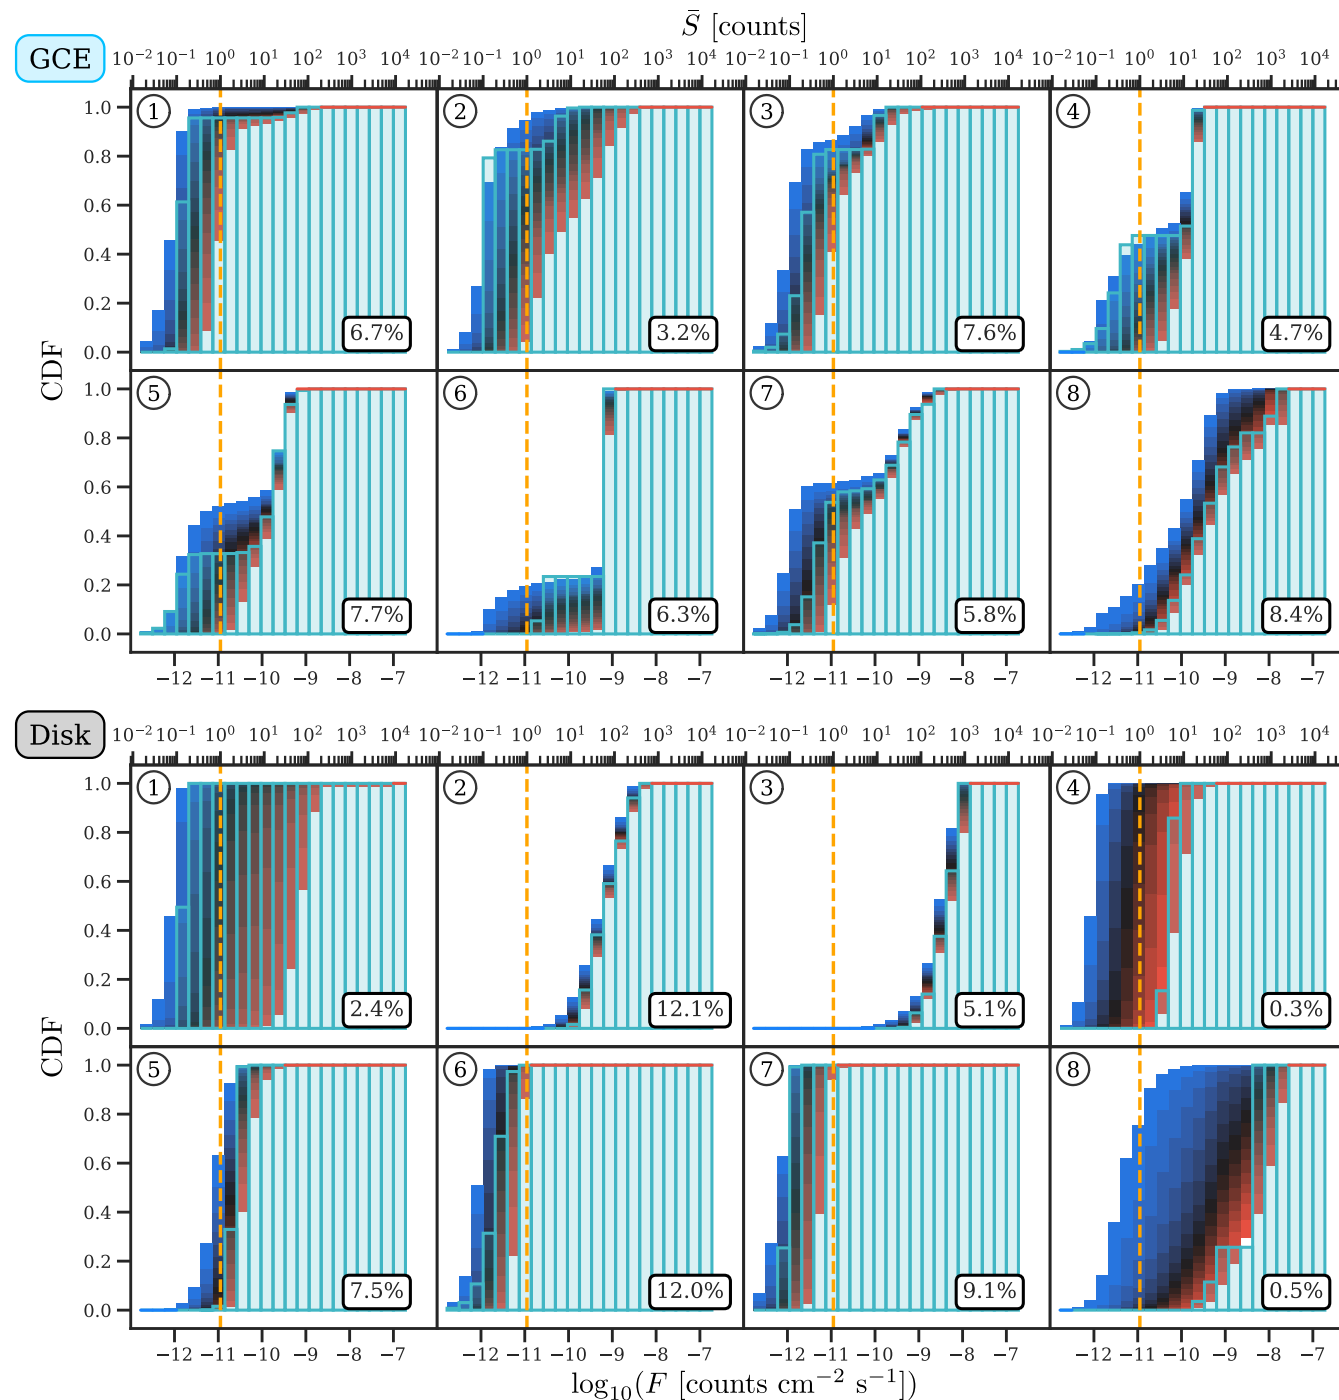 S̄ [counts]
GCE
10⁻² 10⁻¹ 10⁰ 10¹ 10² 10³ 10⁴ 10⁻² 10⁻¹ 10⁰ 10¹ 10² 10³ 10⁴ 10⁻² 10⁻¹ 10⁰ 10¹ 10² 10³ 10⁴ 10⁻² 10⁻¹ 10⁰ 10¹ 10² 10³ 10⁴
1 2 3 4
1.0
0.8
0.6
0.4
0.2
0.0
6.7% 3.2% 7.6% 4.7%
CDF
5 6 7 8
1.0
0.8
0.6
0.4
0.2
0.0
7.7% 6.3% 5.8% 8.4%
−12 −11 −10 −9 −8 −7 −12 −11 −10 −9 −8 −7 −12 −11 −10 −9 −8 −7 −12 −11 −10 −9 −8 −7
Disk
10⁻² 10⁻¹ 10⁰ 10¹ 10² 10³ 10⁴ 10⁻² 10⁻¹ 10⁰ 10¹ 10² 10³ 10⁴ 10⁻² 10⁻¹ 10⁰ 10¹ 10² 10³ 10⁴ 10⁻² 10⁻¹ 10⁰ 10¹ 10² 10³ 10⁴
1 2 3 4
1.0
0.8
0.6
0.4
0.2
0.0
2.4% 12.1% 5.1% 0.3%
CDF
5 6 7 8
1.0
0.8
0.6
0.4
0.2
0.0
7.5% 12.0% 9.1% 0.5%
−12 −11 −10 −9 −8 −7 −12 −11 −10 −9 −8 −7 −12 −11 −10 −9 −8 −7 −12 −11 −10 −9 −8 −7
log₁₀(F [counts cm⁻² s⁻¹])